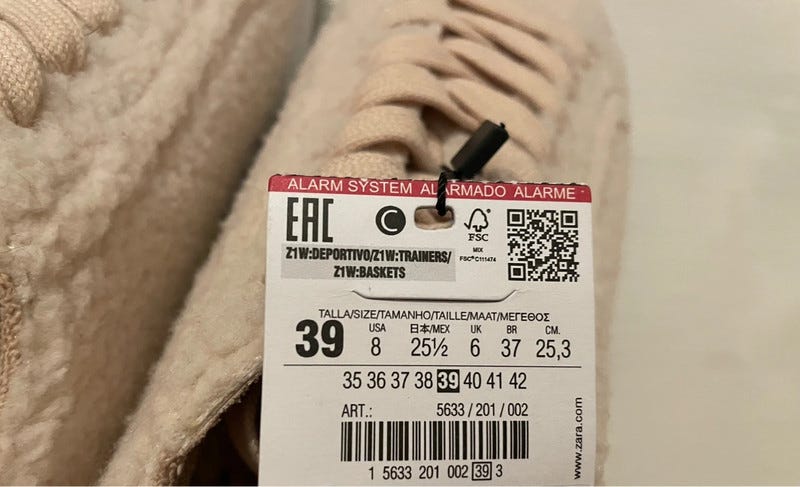 ALARM SYSTEM ALARMADO ALARME
EAC C FSC
MIX
FSC® C111474
Z1W:DEPORTIVO/Z1W:TRAINERS/
Z1W:BASKETS
TALLA/SIZE/TAMANHO/TAILLE/MAAT/ΜΕΓΕΘΟΣ
39 USA 日本/MEX UK BR CM.
8 25½ 6 37 25,3
35 36 37 38 39 40 41 42
ART.: 5633 / 201 / 002
1 5633 201 002 39 3
www.zara.com